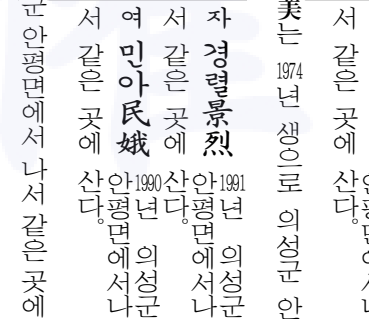 서 같은 곳에 산다
美는 1974년 생으로 의성군 안
자 경렬景烈
1991년 의성군
안평면에서나
서 같은 곳에 산다.
여 민아民娥
1990년 의성군
안평면에서나
서 같은 곳에 산다.
군 안평면에서 나서 같은 곳에